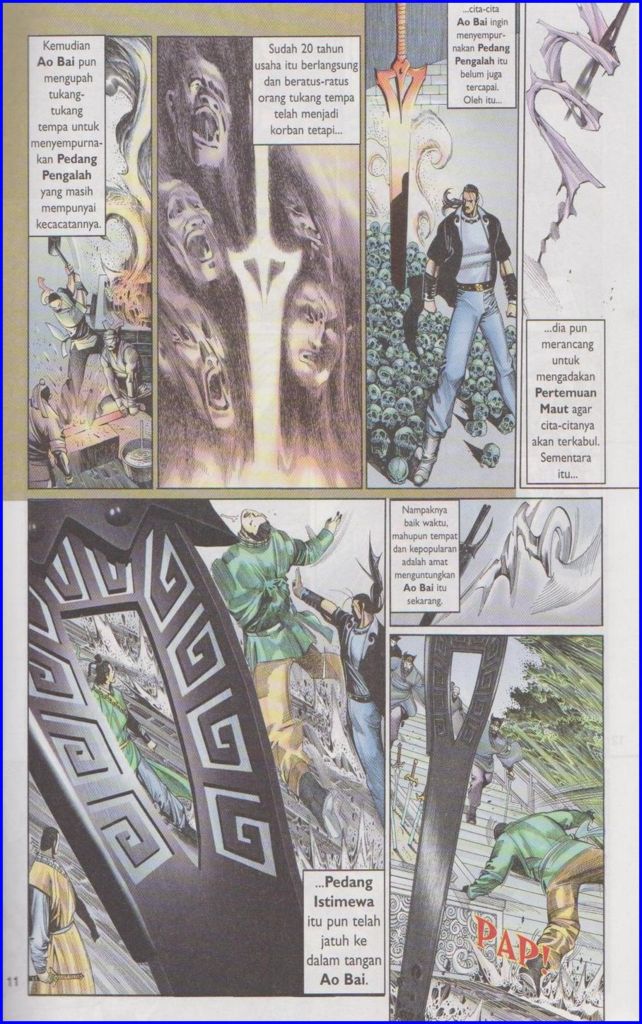 Kemudian
Ao Bai pun
mengupah
tukang-
tukang
tempa untuk
menyempurna-
kan Pedang
Pengalah
yang masih
mempunyai
kecacatannya.
Sudah 20 tahun
usaha itu berlangsung
dan beratus-ratus
orang tukang tempa
telah menjadi
korban tetapi...
...cita-cita
Ao Bai ingin
menyempur-
nakan Pedang
Pengalah itu
belum juga
tercapai.
Oleh itu...
...dia pun
merancang
untuk
mengadakan
Pertemuan
Maut agar
cita-citanya
akan terkabul.
Sementara
itu...
Nampaknya
baik waktu,
mahupun tempat
dan kepopularan
adalah amat
menguntungkan
Ao Bai itu
sekarang.
...Pedang
Istimewa
itu pun telah
jatuh ke
dalam tangan
Ao Bai.
PAP!
11